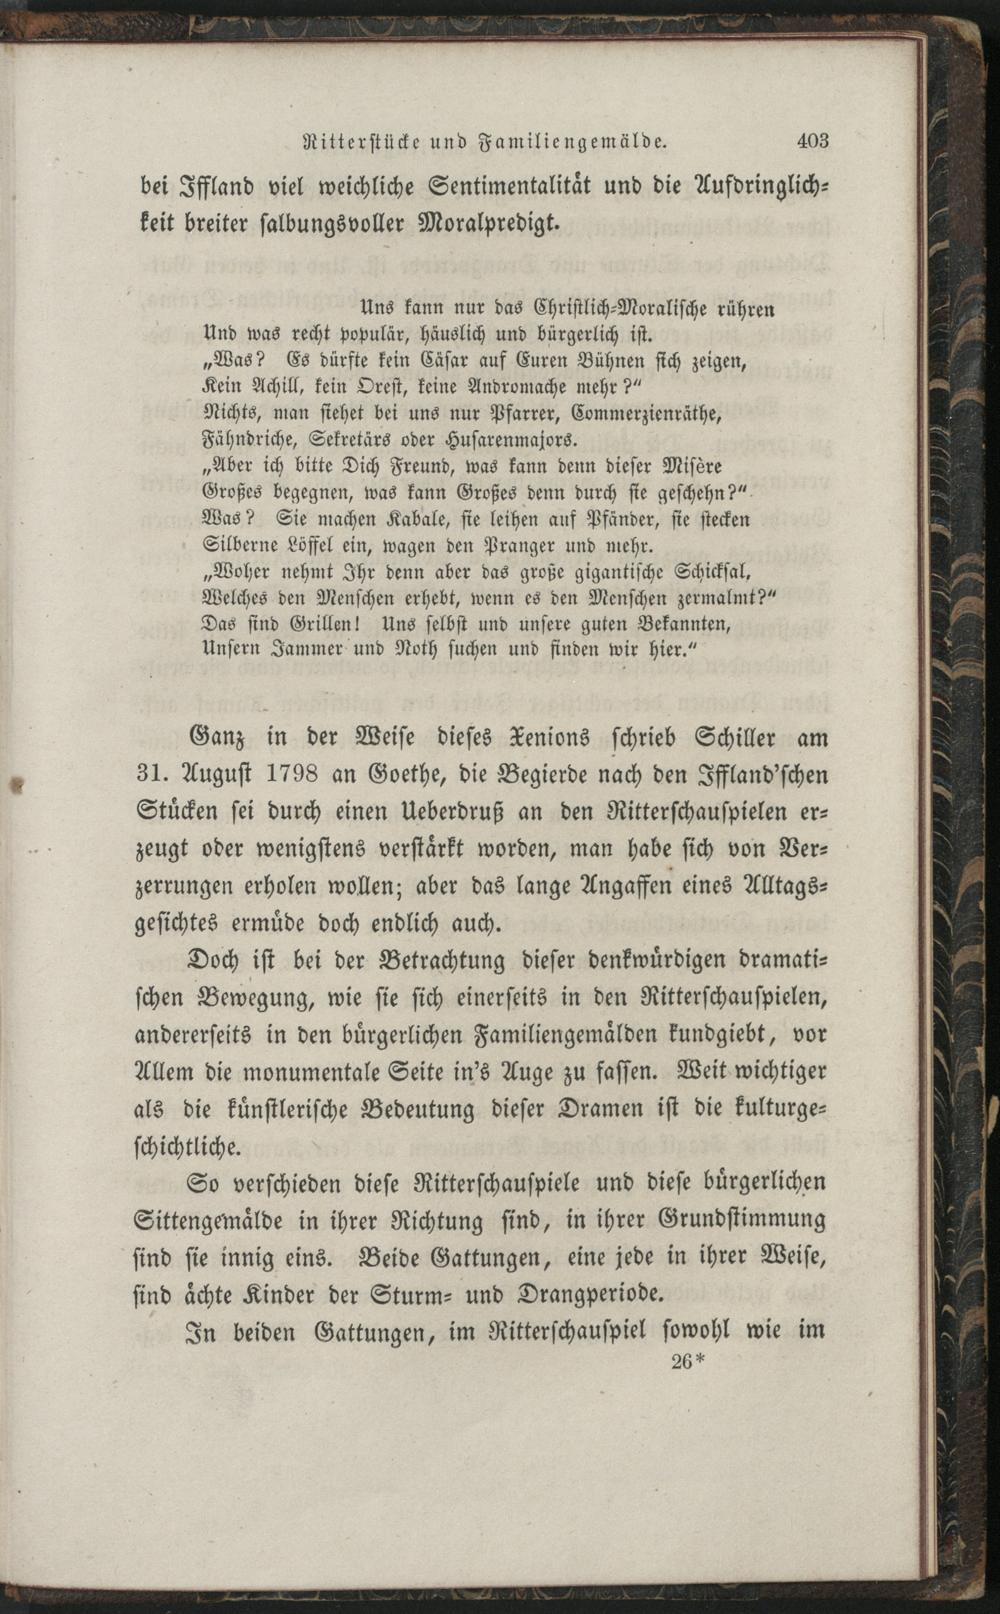 Ritterstücke und Familiengemälde. 403
bei Iffland viel weichliche Sentimentalität und die Aufdringlich-
keit breiter salbungsvoller Moralpredigt.
Uns kann nur das Christlich-Moralische rühren
Und was recht populär, häuslich und bürgerlich ist.
„Was? Es dürfte kein Cäsar auf Euren Bühnen sich zeigen,
Kein Achill, kein Orest, keine Andromache mehr?“
Nichts, man siehet bei uns nur Pfarrer, Commerzienräthe,
Fähndriche, Sekretärs oder Husarenmajors.
„Aber ich bitte Dich Freund, was kann denn dieser Misère
Großes begegnen, was kann Großes denn durch sie geschehn?“
Was? Sie machen Kabale, sie leihen auf Pfänder, sie stecken
Silberne Löffel ein, wagen den Pranger und mehr.
„Woher nehmt Ihr denn aber das große gigantische Schicksal,
Welches den Menschen erhebt, wenn es den Menschen zermalmt?“
Das sind Grillen! Uns selbst und unsere guten Bekannten,
Unsern Jammer und Noth suchen und finden wir hier.“
Ganz in der Weise dieses Xenions schrieb Schiller am
31. August 1798 an Goethe, die Begierde nach den Iffland'schen
Stücken sei durch einen Ueberdruß an den Ritterschauspielen er-
zeugt oder wenigstens verstärkt worden, man habe sich von Ver-
zerrungen erholen wollen; aber das lange Angaffen eines Alltags-
gesichtes ermüde doch endlich auch.
Doch ist bei der Betrachtung dieser denkwürdigen dramati-
schen Bewegung, wie sie sich einerseits in den Ritterschauspielen,
andererseits in den bürgerlichen Familiengemälden kundgiebt, vor
Allem die monumentale Seite in's Auge zu fassen. Weit wichtiger
als die künstlerische Bedeutung dieser Dramen ist die kulturge-
schichtliche.
So verschieden diese Ritterschauspiele und diese bürgerlichen
Sittengemälde in ihrer Richtung sind, in ihrer Grundstimmung
sind sie innig eins. Beide Gattungen, eine jede in ihrer Weise,
sind ächte Kinder der Sturm- und Drangperiode.
In beiden Gattungen, im Ritterschauspiel sowohl wie im
26*